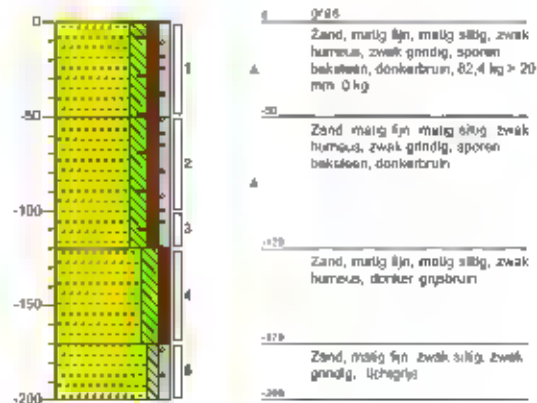 0
-50
-100
-150
-200
1
2
3
4
5
0
gras
Zand, matig fijn, matig siltig, zwak
humeus, zwak grindig, sporen
baksteen, donkerbruin, 82,4 kg > 20
mm 0 kg
-50
Zand, matig fijn, matig siltig, zwak
humeus, zwak grindig, sporen
baksteen, donkerbruin
-120
Zand, matig fijn, matig siltig, zwak
humeus, donker grijsbruin
-170
Zand, matig fijn, zwak siltig, zwak
grindig, lichtgrijs
-200